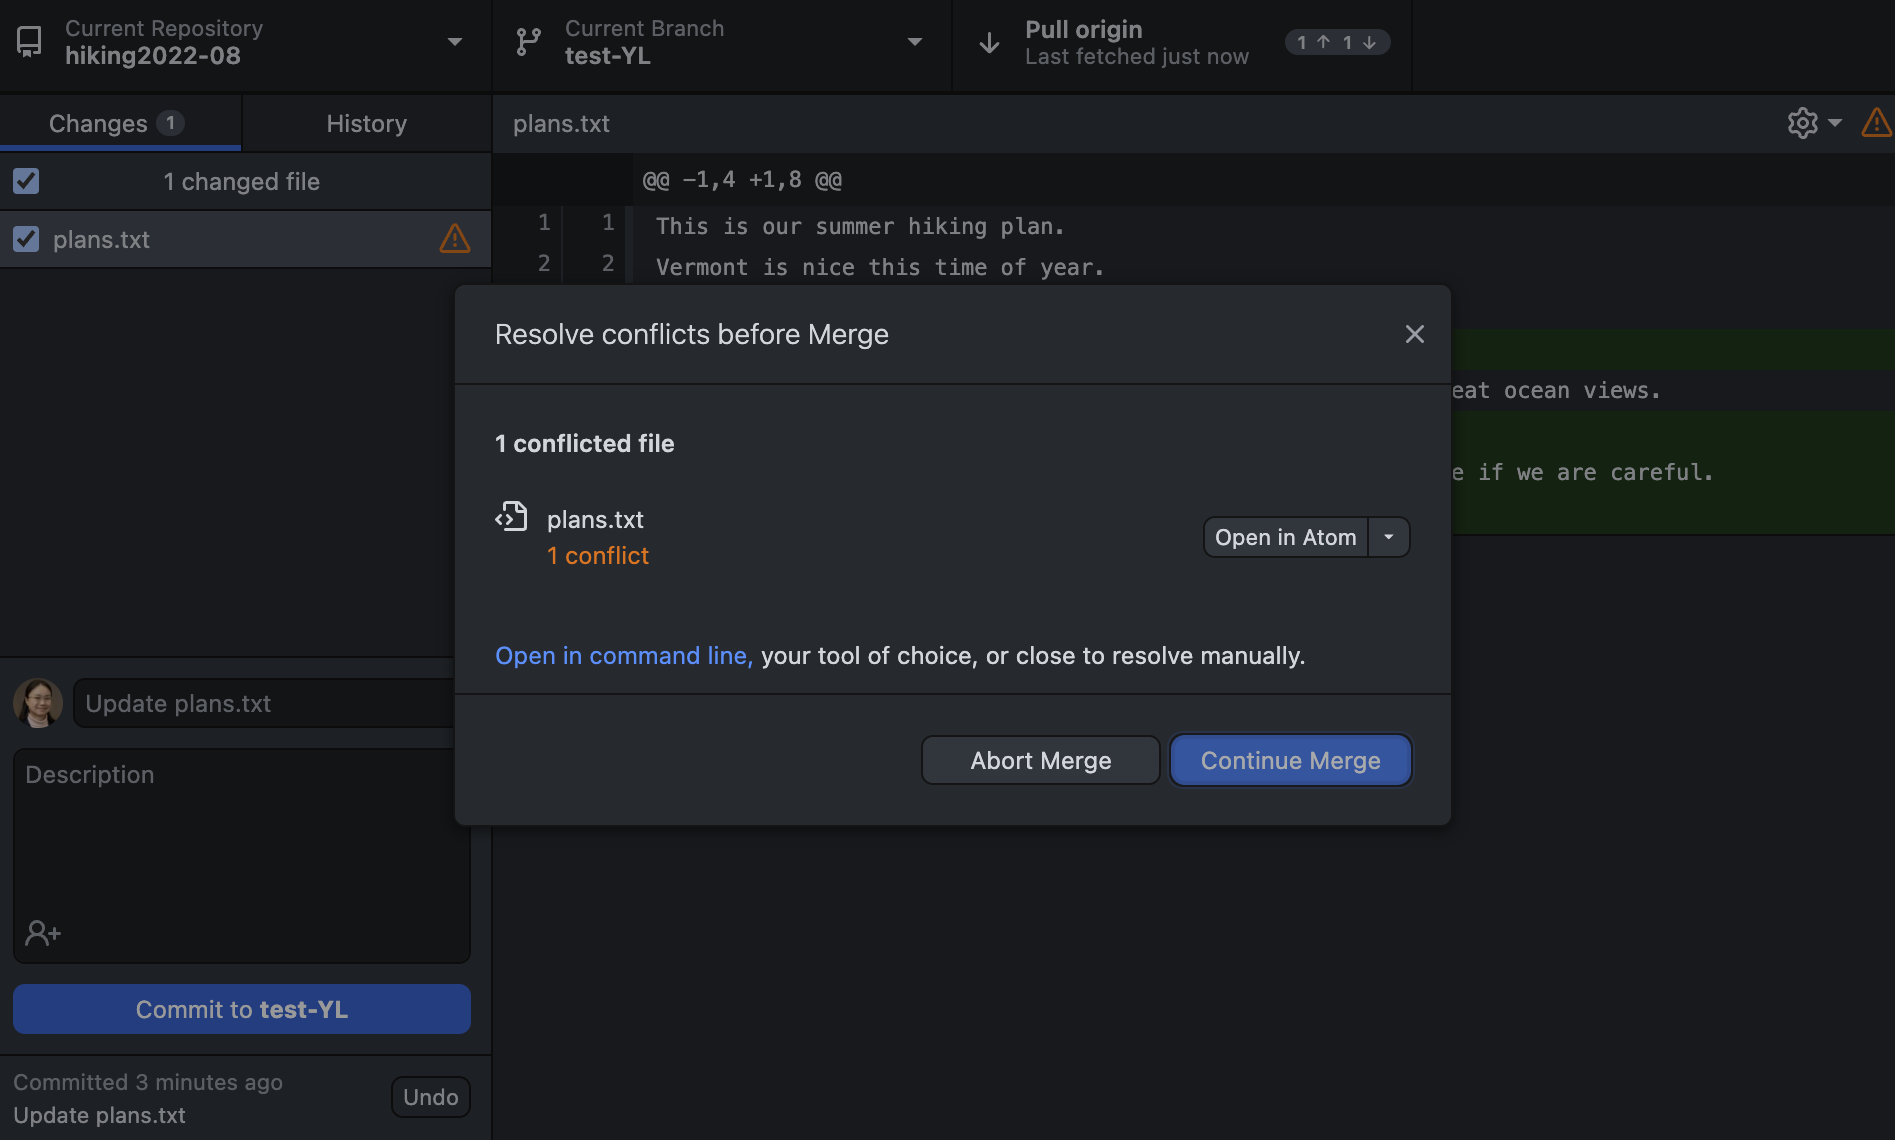 Current Repository
hiking2022-08
Current Branch
test-YL
Pull origin
Last fetched just now
1 ↑ 1 ↓
Changes 1
History
plans.txt
1 changed file
plans.txt
@@ -1,4 +1,8 @@
1 1 This is our summer hiking plan.
2 2 Vermont is nice this time of year.
eat ocean views.
e if we are careful.
Resolve conflicts before Merge
1 conflicted file
plans.txt
1 conflict
Open in Atom
Open in command line, your tool of choice, or close to resolve manually.
Abort Merge
Continue Merge
Update plans.txt
Description
Commit to test-YL
Committed 3 minutes ago
Update plans.txt
Undo